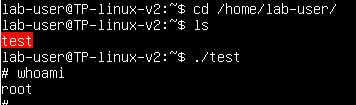 lab-user@TP-linux-v2:~$ cd /home/lab-user/
lab-user@TP-linux-v2:~$ ls
test
lab-user@TP-linux-v2:~$ ./test
# whoami
root
#